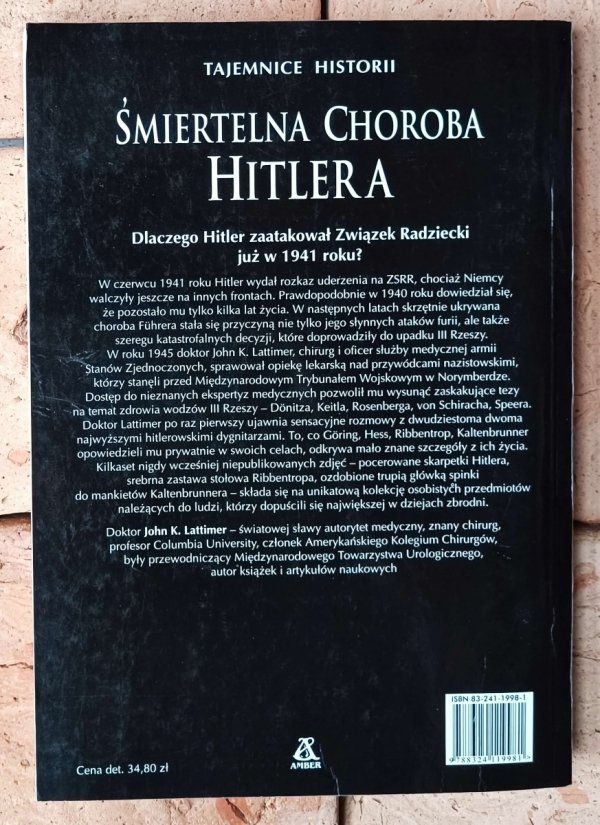 TAJEMNICE HISTORII
ŚMIERTELNA CHOROBA
HITLERA
Dlaczego Hitler zaatakował Związek Radziecki
już w 1941 roku?
W czerwcu 1941 roku Hitler wydał rozkaz uderzenia na ZSRR, chociaż Niemcy
walczyły jeszcze na innych frontach. Prawdopodobnie w 1940 roku dowiedział się,
że pozostało mu tylko kilka lat życia. W następnych latach skrzętnie ukrywana
choroba Führera stała się przyczyną nie tylko jego słynnych ataków furii, ale także
szeregu katastrofalnych decyzji, które doprowadziły do upadku III Rzeszy.
W roku 1945 doktor John K. Lattimer, chirurg i oficer służby medycznej armii
Stanów Zjednoczonych, sprawował opiekę lekarską nad przywódcami nazistowskimi,
którzy stanęli przed Międzynarodowym Trybunałem Wojskowym w Norymberdze.
Dostęp do nieznanych ekspertyz medycznych pozwolił mu wysunąć zaskakujące tezy
na temat zdrowia wodzów III Rzeszy – Dönitza, Keitla, Rosenberga, von Schiracha, Speera.
Doktor Lattimer po raz pierwszy ujawnia sensacyjne rozmowy z dwudziestoma dwoma
najwyższymi hitlerowskimi dygnitarzami. To, co Göring, Hess, Ribbentrop, Kaltenbrunner
opowiedzieli mu prywatnie w swoich celach, odkrywa mało znane szczegóły z ich życia.
Kilkaset nigdy wcześniej niepublikowanych zdjęć – pocerowane skarpetki Hitlera,
srebrna zastawa stołowa Ribbentropa, ozdobione trupią główką spinki
do mankietów Kaltenbrunnera – składa się na unikatową kolekcję osobistych przedmiotów
należących do ludzi, którzy dopuścili się największej w dziejach zbrodni.
Doktor John K. Lattimer – światowej sławy autorytet medyczny, znany chirurg,
profesor Columbia University, członek Amerykańskiego Kolegium Chirurgów,
były przewodniczący Międzynarodowego Towarzystwa Urologicznego,
autor książek i artykułów naukowych
ISBN 83-241-1998-1
9 788324 119981 >
AMBER
Cena det. 34,80 zł